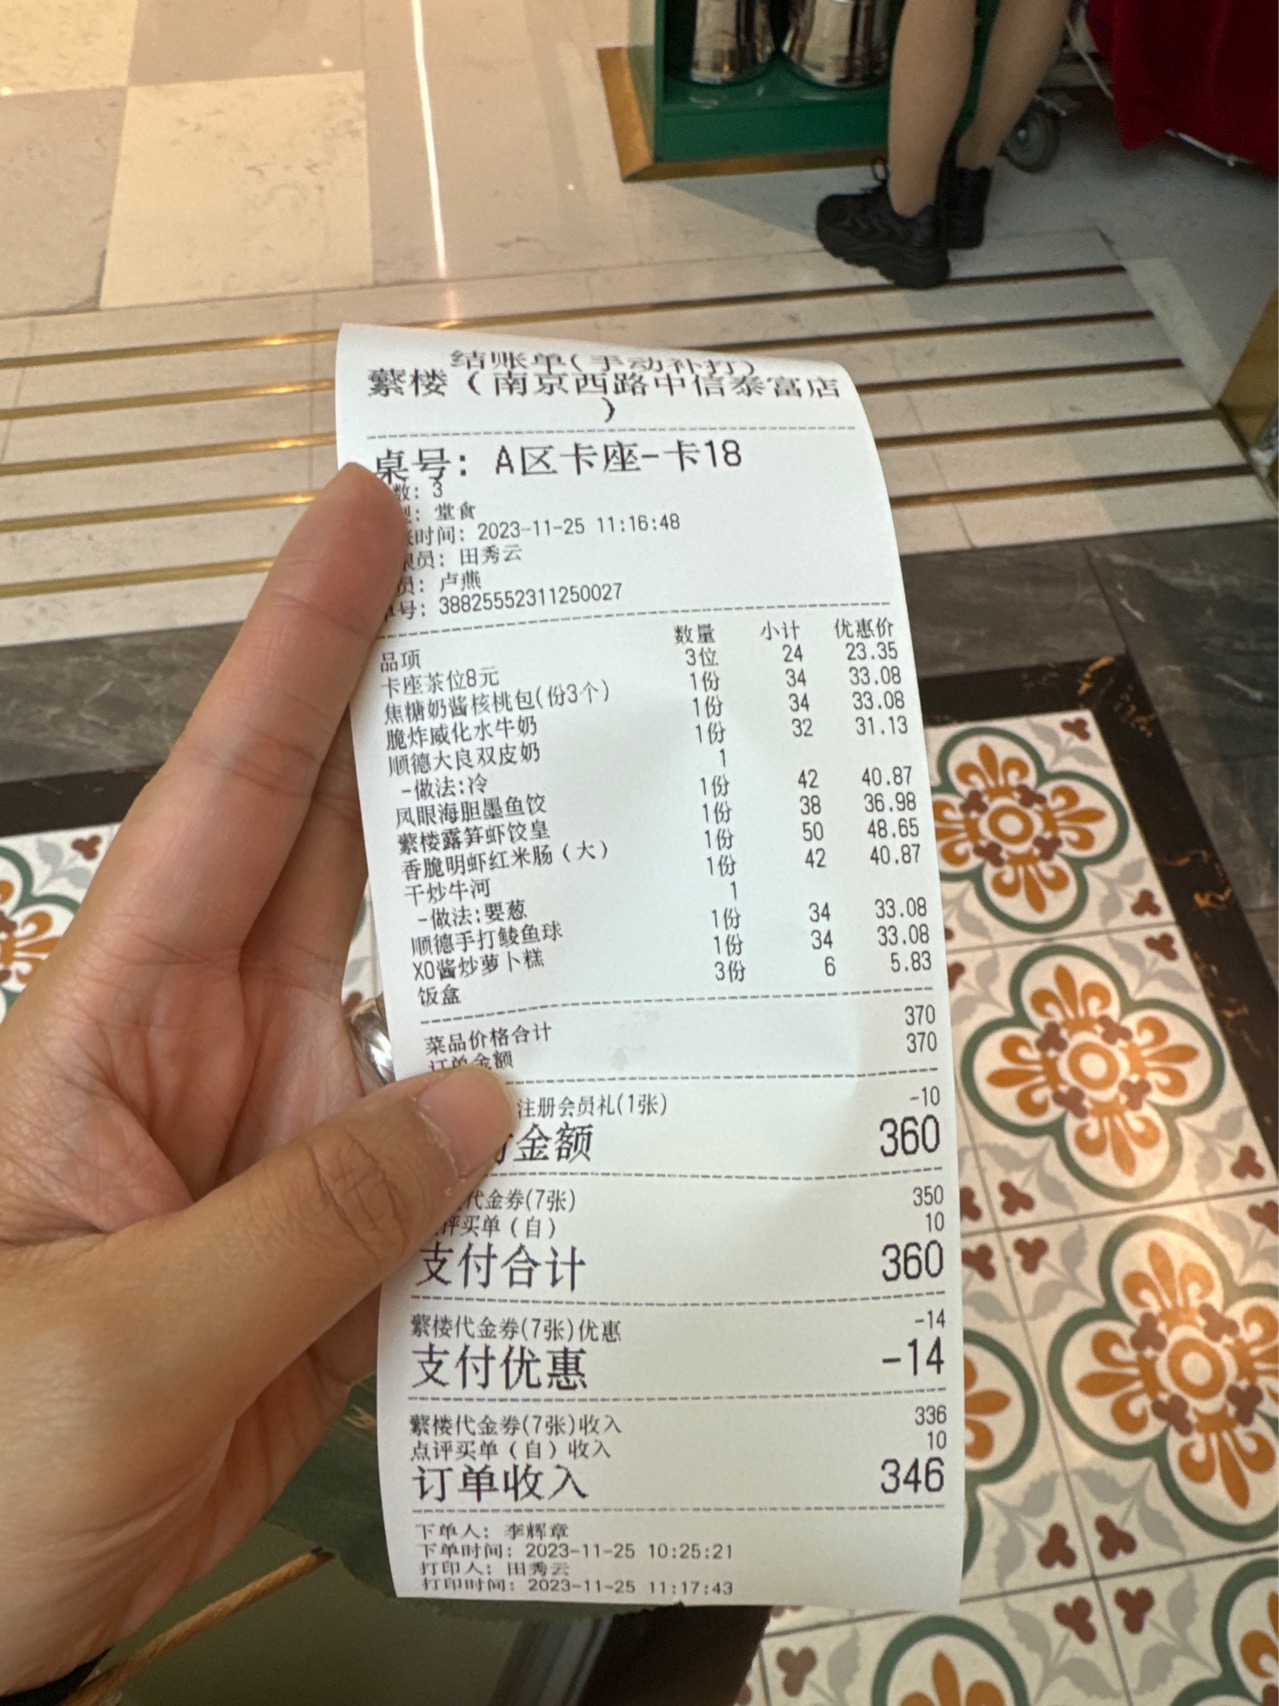 结账单(手动补打)
蘩楼（南京西路中信泰富店
）
桌号: A区卡座-卡18
数: 3
: 堂食
时间: 2023-11-25 11:16:48
员: 田秀云
员: 卢燕
号: 38825552311250027
品项 数量 小计 优惠价
卡座茶位8元 3位 24 23.35
焦糖奶酱核桃包(份3个) 1份 34 33.08
脆炸威化水牛奶 1份 34 33.08
顺德大良双皮奶 1份 32 31.13
-做法:冷 1
凤眼海胆墨鱼饺 1份 42 40.87
蘩楼露笋虾饺皇 1份 38 36.98
香脆明虾红米肠（大） 1份 50 48.65
干炒牛河 1份 42 40.87
-做法:要葱 1
顺德手打鲮鱼球 1份 34 33.08
XO酱炒萝卜糕 1份 34 33.08
饭盒 3份 6 5.83
菜品价格合计 370
订单金额 370
注册会员礼(1张) -10
金额 360
代金券(7张) 350
评买单（自） 10
支付合计 360
蘩楼代金券(7张)优惠 -14
支付优惠 -14
蘩楼代金券(7张)收入 336
点评买单（自）收入 10
订单收入 346
下单人: 李辉章
下单时间: 2023-11-25 10:25:21
打印人: 田秀云
打印时间: 2023-11-25 11:17:43